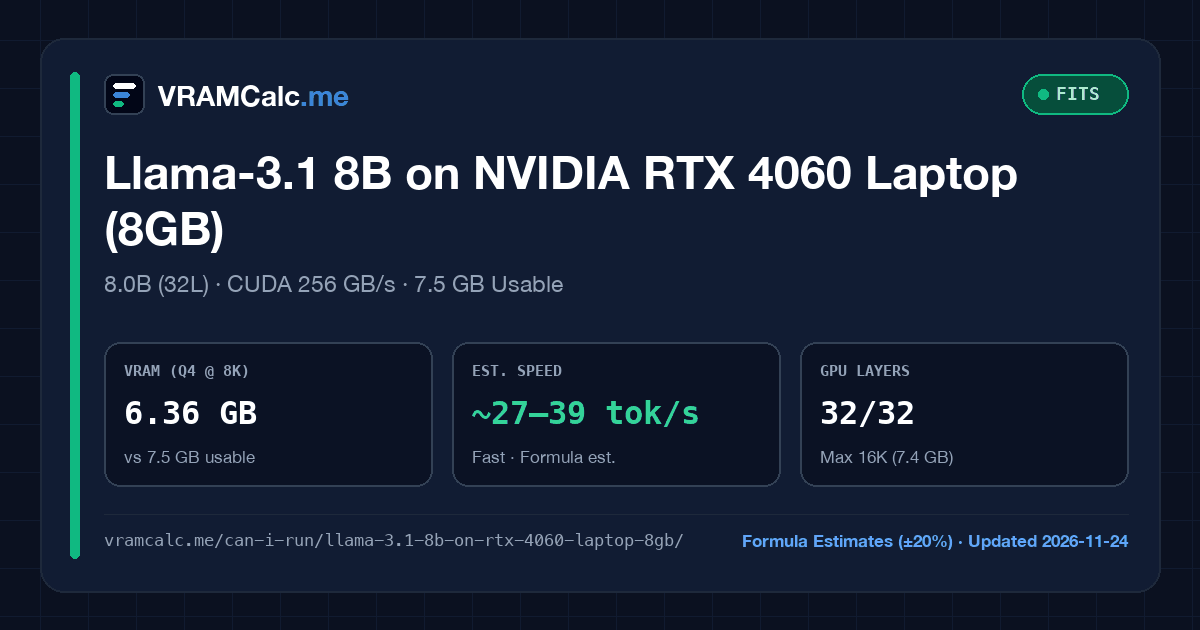 VRAMCalc.me
FITS
Llama-3.1 8B on NVIDIA RTX 4060 Laptop
(8GB)
8.0B (32L) · CUDA 256 GB/s · 7.5 GB Usable
VRAM (Q4 @ 8K)
6.36 GB
vs 7.5 GB usable
EST. SPEED
~27–39 tok/s
Fast · Formula est.
GPU LAYERS
32/32
Max 16K (7.4 GB)
vramcalc.me/can-i-run/llama-3.1-8b-on-rtx-4060-laptop-8gb/
Formula Estimates (±20%) · Updated 2026-11-24